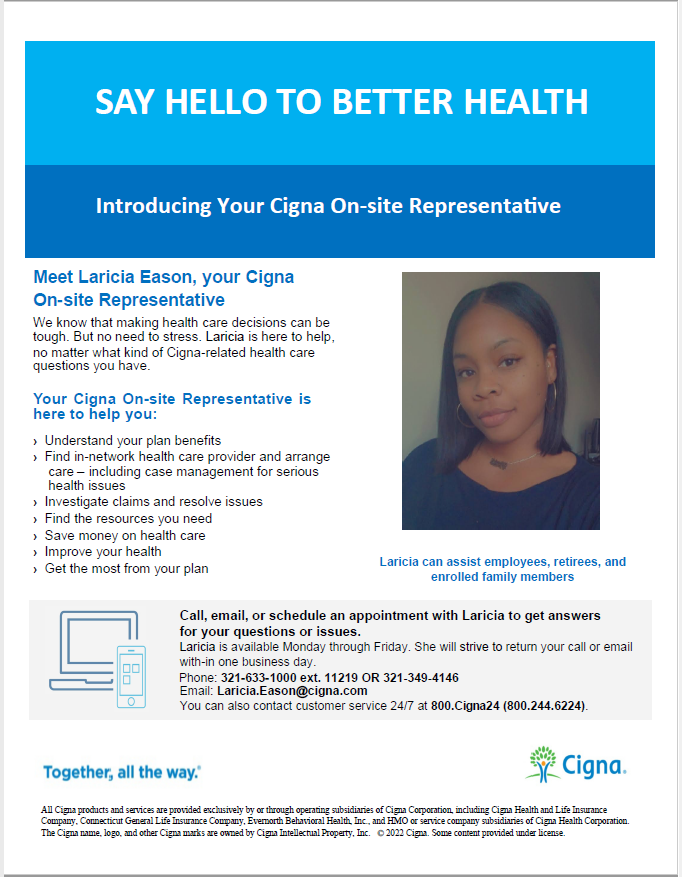 SAY HELLO TO BETTER HEALTH
Introducing Your Cigna On-site Representative
Meet Laricia Eason, your Cigna
On-site Representative
We know that making health care decisions can be
tough. But no need to stress. Laricia is here to help,
no matter what kind of Cigna-related health care
questions you have.
Your Cigna On-site Representative is
here to help you:
› Understand your plan benefits
› Find in-network health care provider and arrange
care – including case management for serious
health issues
› Investigate claims and resolve issues
› Find the resources you need
› Save money on health care
› Improve your health
› Get the most from your plan
Laricia can assist employees, retirees, and
enrolled family members
Call, email, or schedule an appointment with Laricia to get answers
for your questions or issues.
Laricia is available Monday through Friday. She will strive to return your call or email
with-in one business day.
Phone: 321-633-1000 ext. 11219 OR 321-349-4146
Email: Laricia.Eason@cigna.com
You can also contact customer service 24/7 at 800.Cigna24 (800.244.6224).
Together, all the way.®
Cigna®
All Cigna products and services are provided exclusively by or through operating subsidiaries of Cigna Corporation, including Cigna Health and Life Insurance
Company, Connecticut General Life Insurance Company, Evernorth Behavioral Health, Inc., and HMO or service company subsidiaries of Cigna Health Corporation.
The Cigna name, logo, and other Cigna marks are owned by Cigna Intellectual Property, Inc. © 2022 Cigna. Some content provided under license.